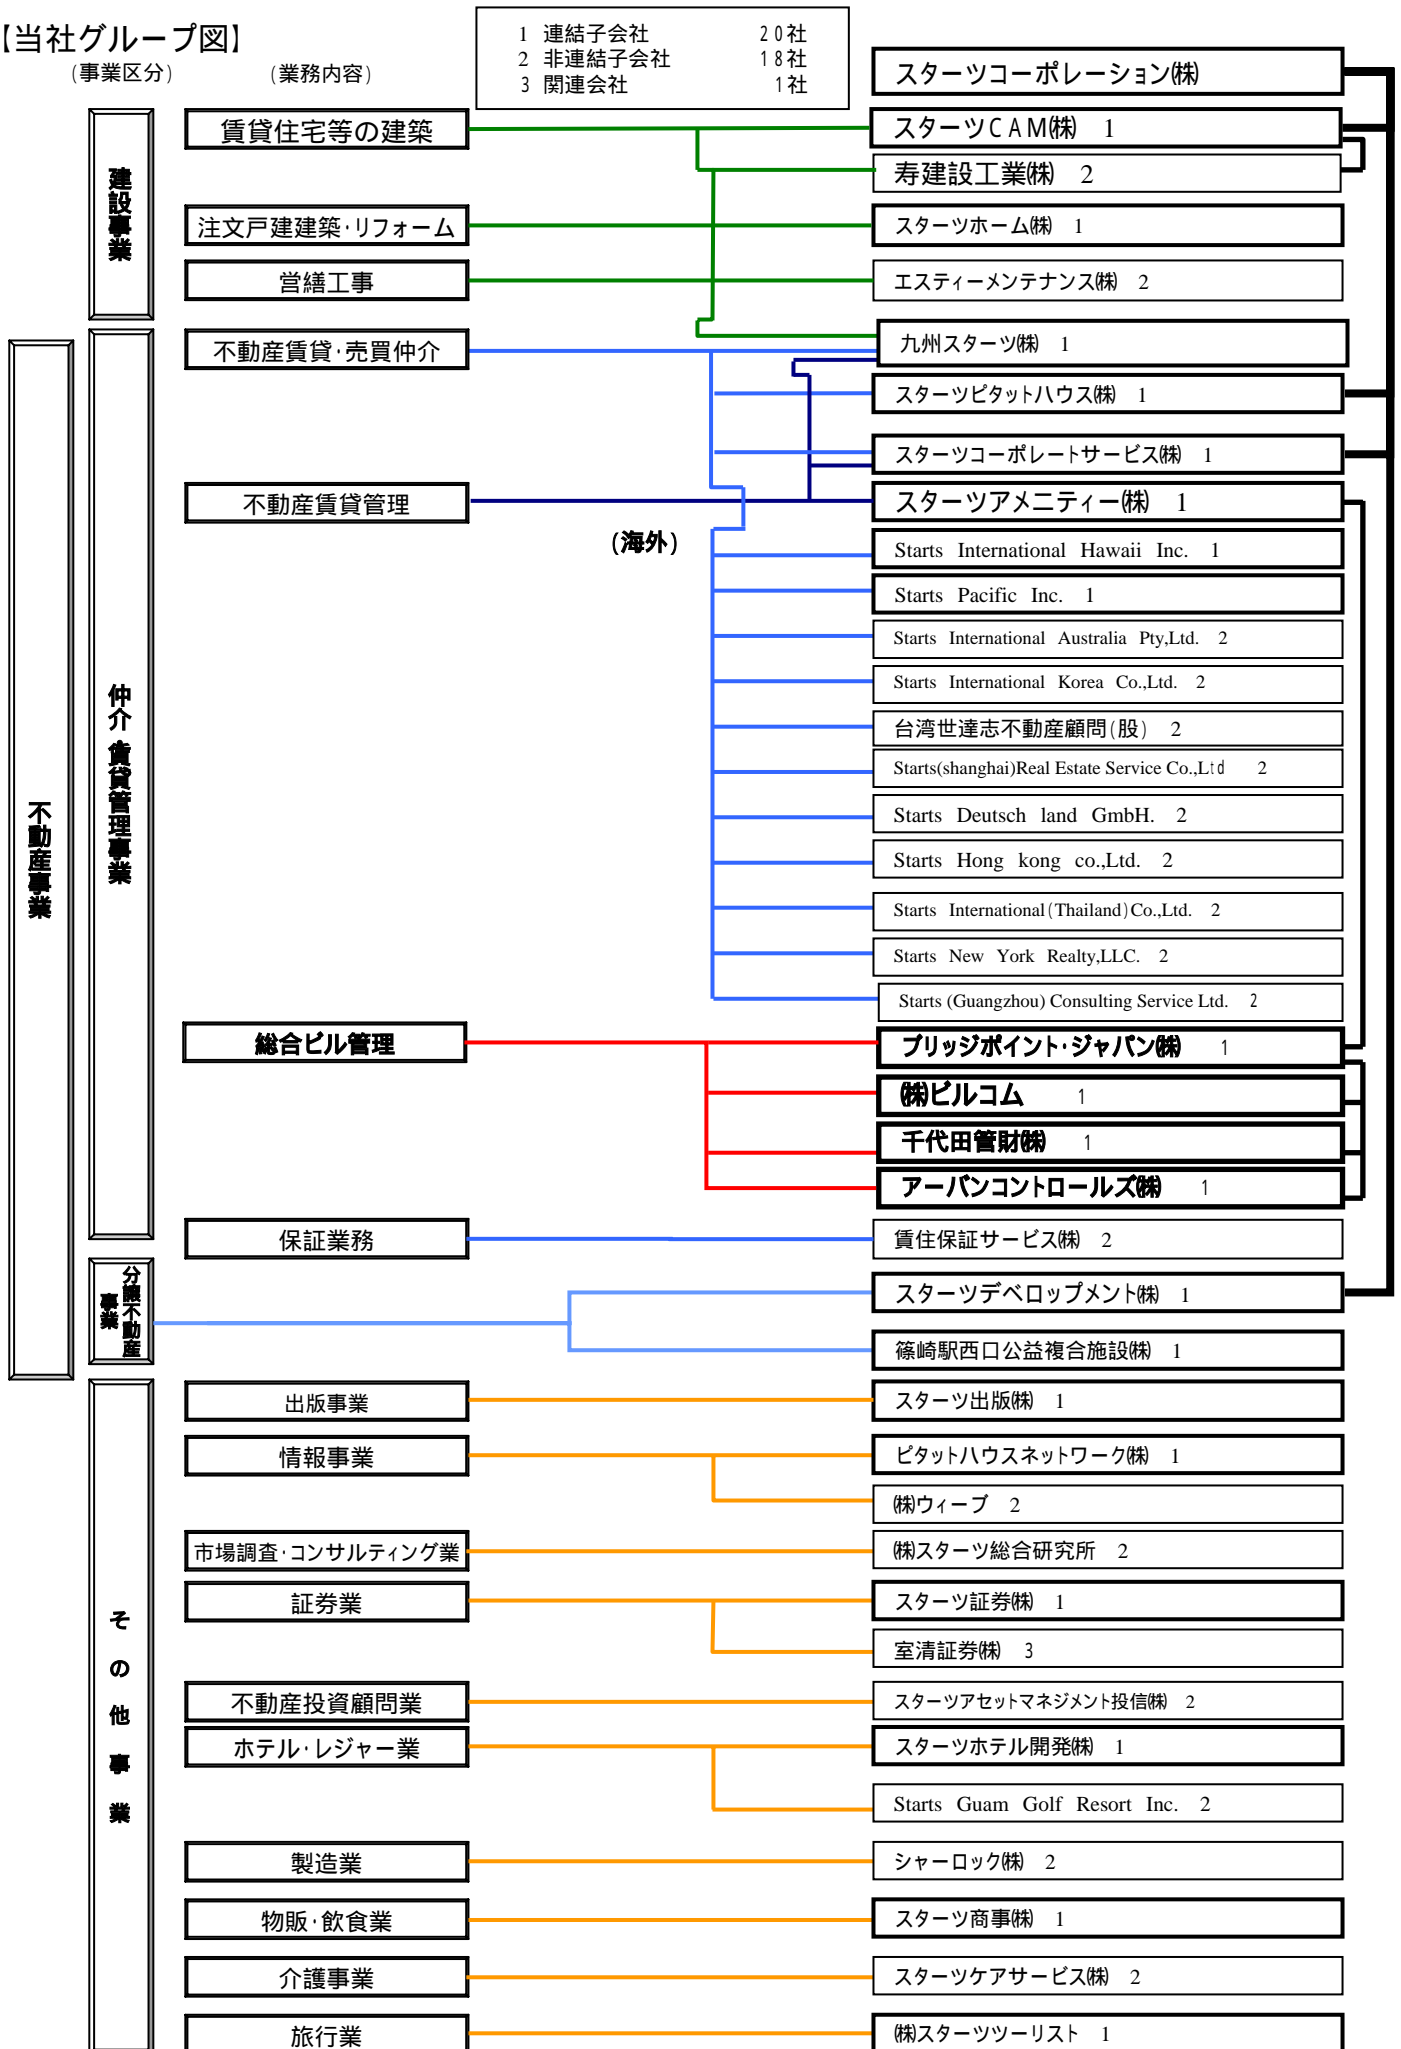 【当社グループ図】
(事業区分)
(業務内容)
1 連結子会社 20社
2 非連結子会社 18社
3 関連会社 1社
スターツコーポレーション㈱
建設事業
賃貸住宅等の建築
スターツCAM㈱ 1
寿建設工業㈱ 2
注文戸建建築･リフォーム
スターツホーム㈱ 1
営繕工事
エスティーメンテナンス㈱ 2
不動産事業
仲介・賃貸管理事業
不動産賃貸･売買仲介
九州スターツ㈱ 1
スターツピタットハウス㈱ 1
スターツコーポレートサービス㈱ 1
不動産賃貸管理
スターツアメニティー㈱ 1
(海外)
Starts International Hawaii Inc. 1
Starts Pacific Inc. 1
Starts International Australia Pty,Ltd. 2
Starts International Korea Co.,Ltd. 2
台湾世達志不動産顧問(股) 2
Starts(shanghai)Real Estate Service Co.,Ltd 2
Starts Deutsch land GmbH. 2
Starts Hong kong co.,Ltd. 2
Starts International(Thailand)Co.,Ltd. 2
Starts New York Realty,LLC. 2
Starts (Guangzhou) Consulting Service Ltd. 2
総合ビル管理
ブリッジポイント･ジャパン㈱ 1
㈱ビルコム 1
千代田管財㈱ 1
アーバンコントロールズ㈱ 1
保証業務
賃住保証サービス㈱ 2
分譲不動産
事業
スターツデベロップメント㈱ 1
篠崎駅西口公益複合施設㈱ 1
その他事業
出版事業
スターツ出版㈱ 1
情報事業
ピタットハウスネットワーク㈱ 1
㈱ウィーブ 2
市場調査･コンサルティング業
㈱スターツ総合研究所 2
証券業
スターツ証券㈱ 1
室清証券㈱ 3
不動産投資顧問業
スターツアセットマネジメント投信㈱ 2
ホテル･レジャー業
スターツホテル開発㈱ 1
Starts Guam Golf Resort Inc. 2
製造業
シャーロック㈱ 2
物販･飲食業
スターツ商事㈱ 1
介護事業
スターツケアサービス㈱ 2
旅行業
㈱スターツツーリスト 1